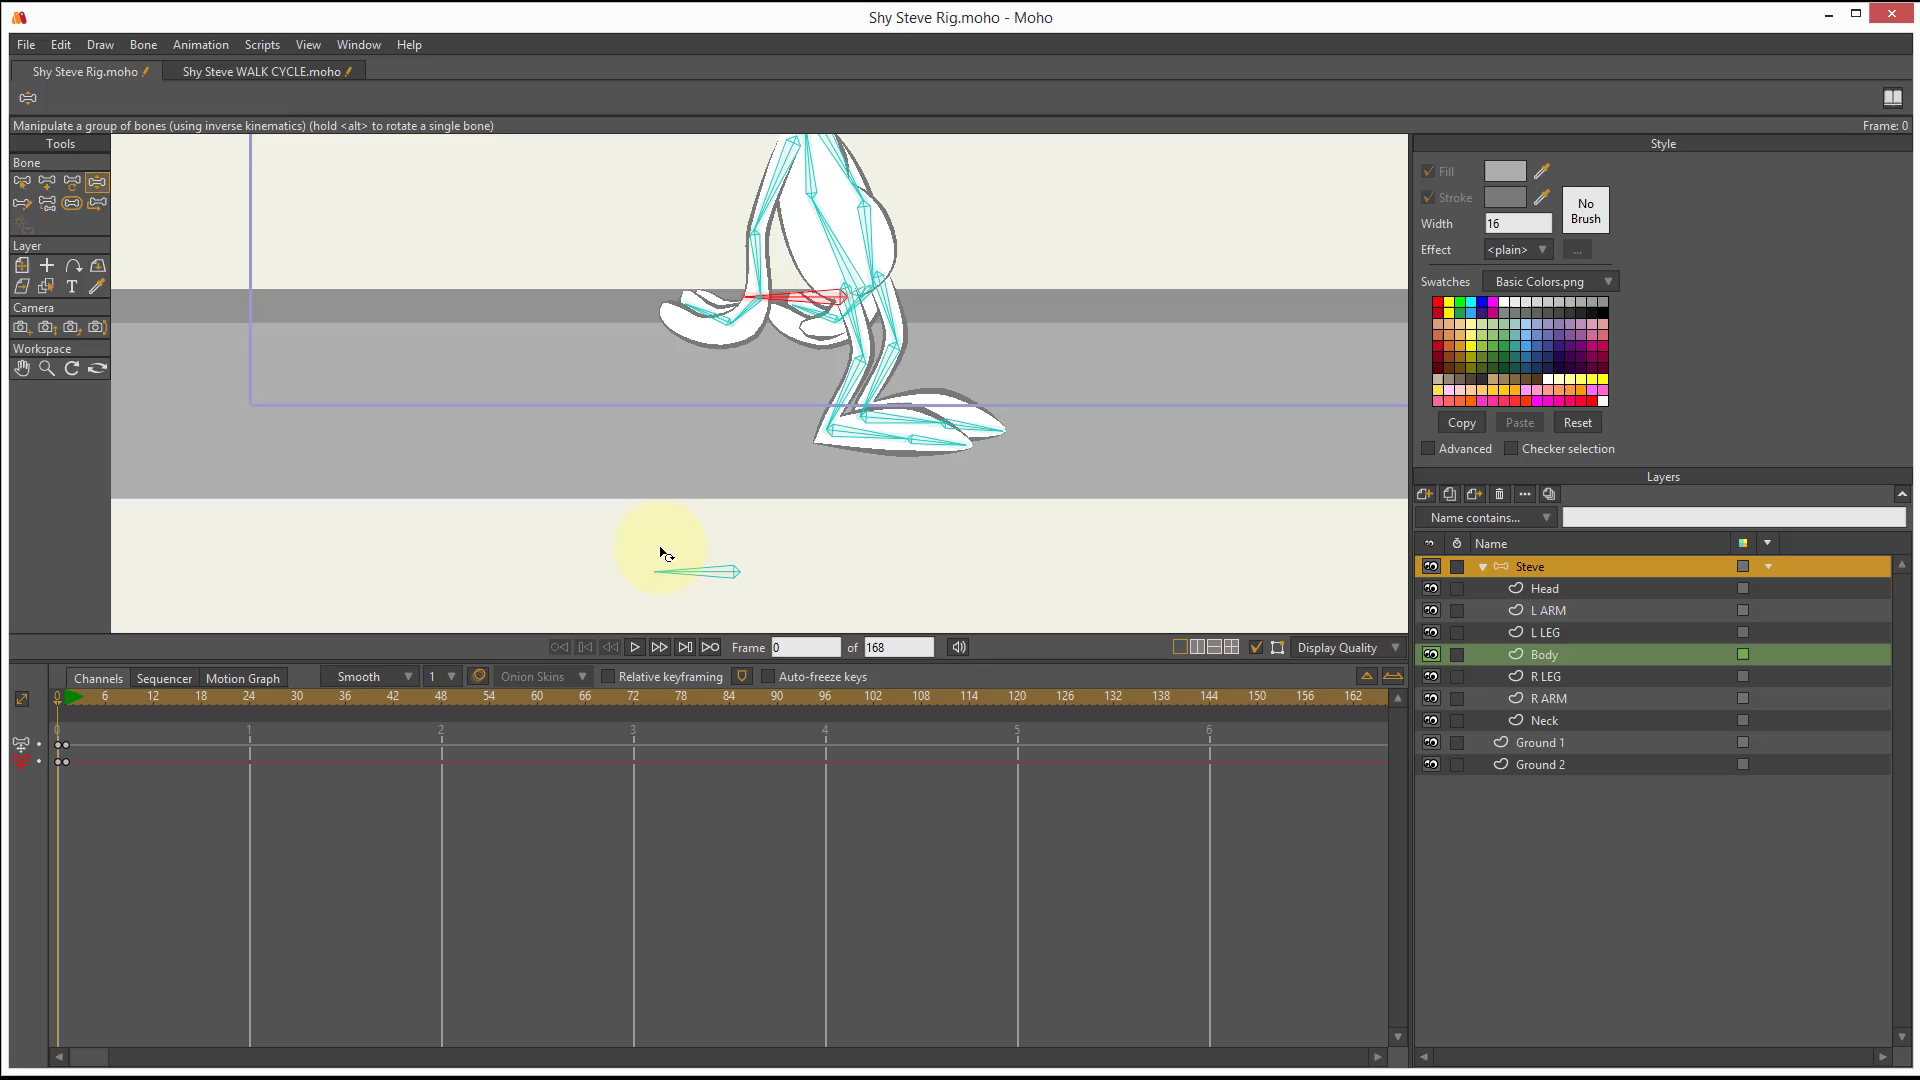 Shy Steve Rig.moho - Moho
File Edit Draw Bone Animation Scripts View Window Help
Shy Steve Rig.moho Shy Steve WALK CYCLE.moho
Manipulate a group of bones (using inverse kinematics) (hold <alt> to rotate a single bone) Frame: 0
Tools
Bone
Layer
T
Camera
Workspace
Style
Fill
Stroke
No Brush
Width 16
Effect <plain> ...
Swatches Basic Colors.png
Copy Paste Reset
Advanced Checker selection
Layers
Name contains...
Name
Steve
Head
L ARM
L LEG
Body
R LEG
R ARM
Neck
Ground 1
Ground 2
Frame 0 of 168 Display Quality
Channels Sequencer Motion Graph Smooth 1 Onion Skins Relative keyframing Auto-freeze keys
0 6 12 18 24 30 36 42 48 54 60 66 72 78 84 90 96 102 108 114 120 126 132 138 144 150 156 162
0 1 2 3 4 5 6